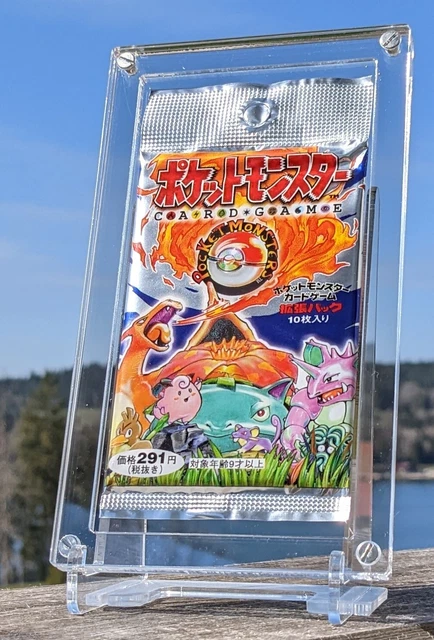 ポケットモンスター
CARD GAME
POCKET MONSTERS
ポケットモンスター
カードゲーム
拡張パック
10枚入り
価格291円
(税抜き)
対象年齢9才以上